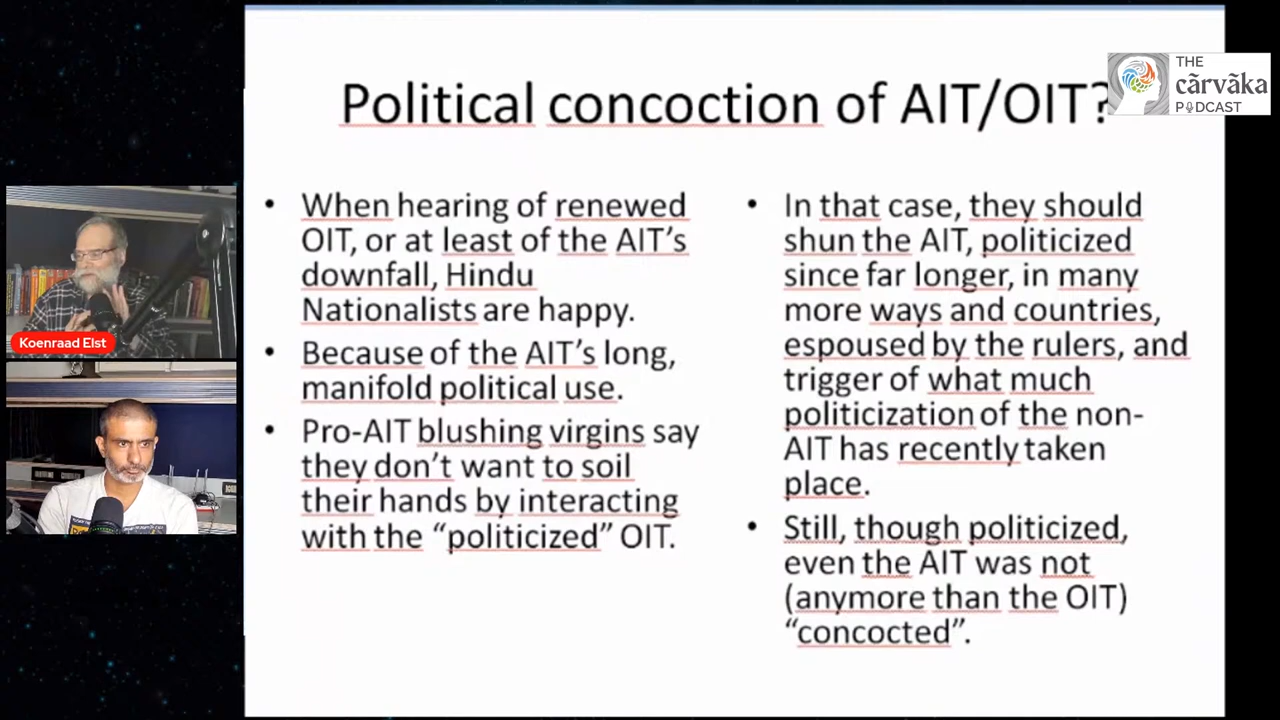 Political concoction of AIT/OIT?
THE
cārvāka
PODCAST
When hearing of renewed
OIT, or at least of the AIT’s
downfall, Hindu
Nationalists are happy.
Because of the AIT’s long,
manifold political use.
Pro-AIT blushing virgins say
they don’t want to soil
their hands by interacting
with the “politicized” OIT.
In that case, they should
shun the AIT, politicized
since far longer, in many
more ways and countries,
espoused by the rulers, and
trigger of what much
politicization of the non-
AIT has recently taken
place.
Still, though politicized,
even the AIT was not
(anymore than the OIT)
“concocted”.
Koenraad Elst